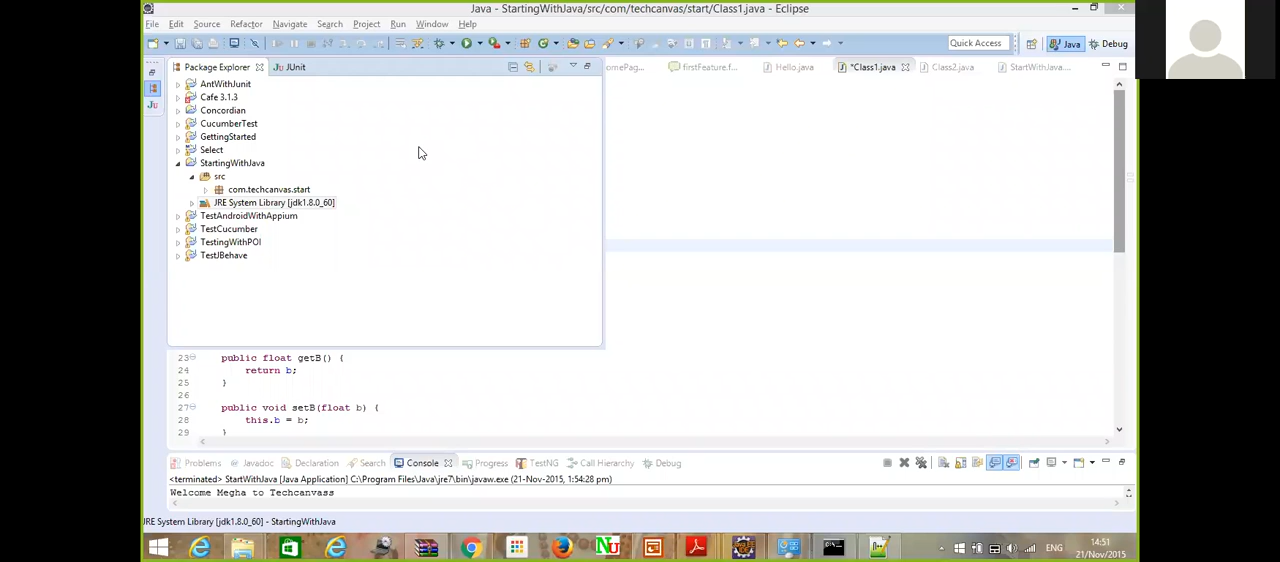 Java - StartingWithJava/src/com/techcanvas/start/Class1.java - Eclipse
File Edit Source Refactor Navigate Search Project Run Window Help
Quick Access Java Debug
Package Explorer JUnit
omePag... firstFeature.f... Hello.java *Class1.java Class2.java StartWithJava...
AntWithJunit
Cafe 3.1.3
Concordian
CucumberTest
GettingStarted
Select
StartingWithJava
src
com.techcanvas.start
JRE System Library [jdk1.8.0_60]
TestAndroidWithAppium
TestCucumber
TestingWithPOI
TestJBehave
23 public float getB() {
24 return b;
25 }
26
27 public void setB(float b) {
28 this.b = b;
29 }
Problems Javadoc Declaration Search Console Progress TestNG Call Hierarchy Debug
<terminated> StartWithJava [Java Application] C:\Program Files\Java\jre7\bin\javaw.exe (21-Nov-2015, 1:54:28 pm)
Welcome Megha to Techcanvass
JRE System Library [jdk1.8.0_60] - StartingWithJava
ENG
14:51
21/Nov/2015